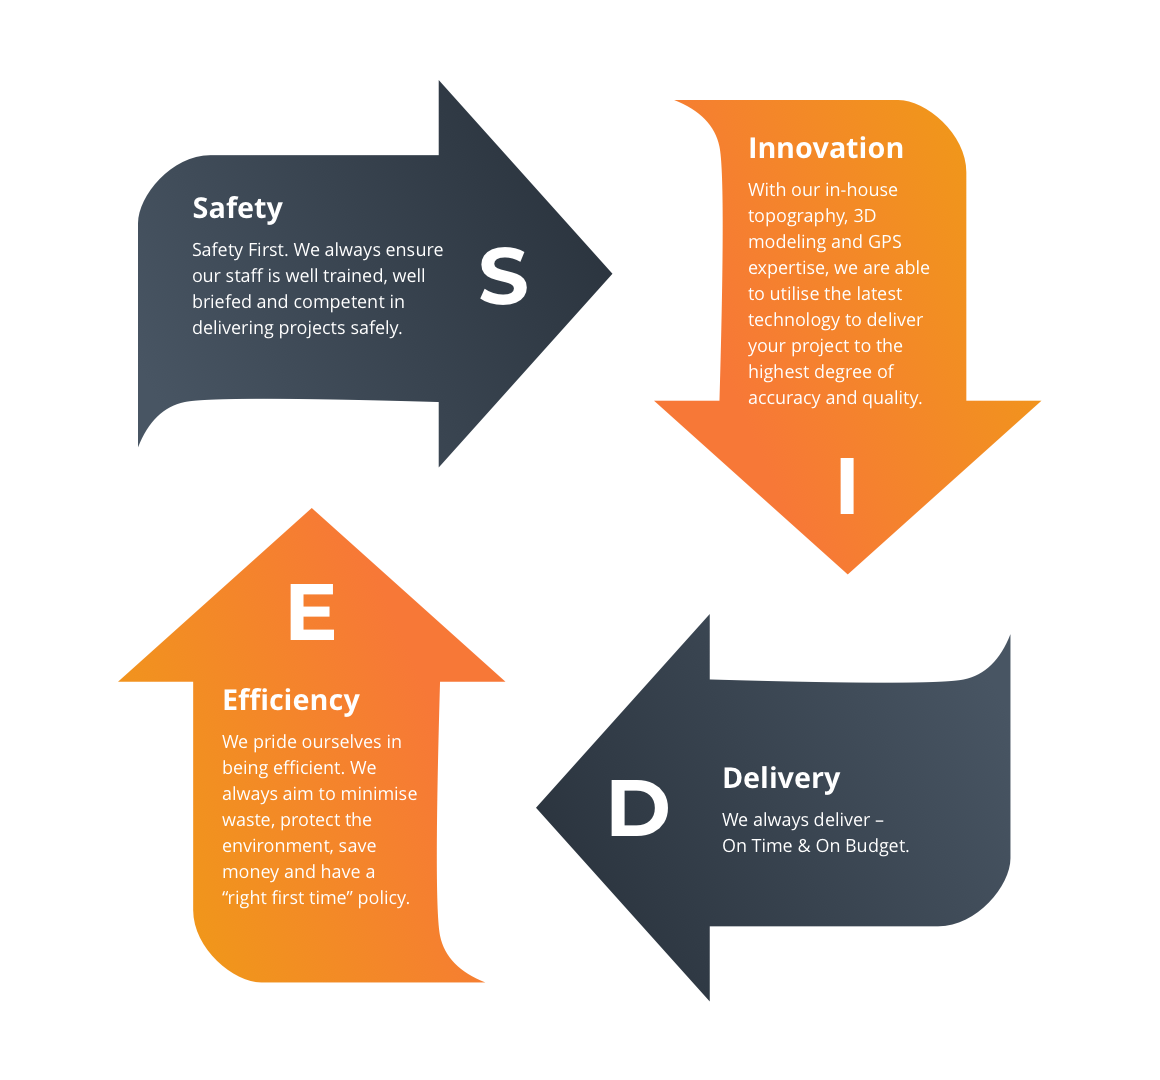 Safety
Safety First. We always ensure
our staff is well trained, well
briefed and competent in
delivering projects safely.
S
Innovation
With our in-house
topography, 3D
modeling and GPS
expertise, we are able
to utilise the latest
technology to deliver
your project to the
highest degree of
accuracy and quality.
I
D
Delivery
We always deliver –
On Time & On Budget.
E
Efficiency
We pride ourselves in
being efficient. We
always aim to minimise
waste, protect the
environment, save
money and have a
“right first time” policy.